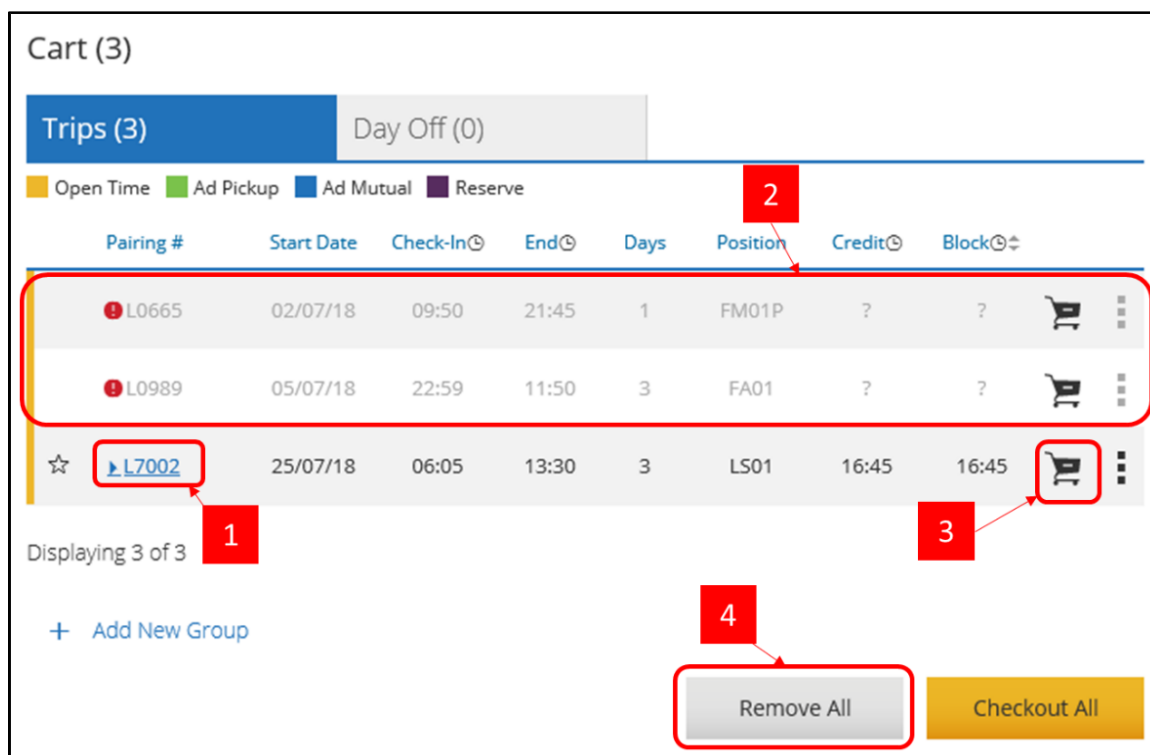 Cart (3)
Trips (3) Day Off (0)
Open Time Ad Pickup Ad Mutual Reserve
2
Pairing # Start Date Check-In End Days Position Credit Block
L0665 02/07/18 09:50 21:45 1 FM01P ? ?
L0989 05/07/18 22:59 11:50 3 FA01 ? ?
L7002 25/07/18 06:05 13:30 3 LS01 16:45 16:45
1
3
Displaying 3 of 3
4
+ Add New Group
Remove All Checkout All